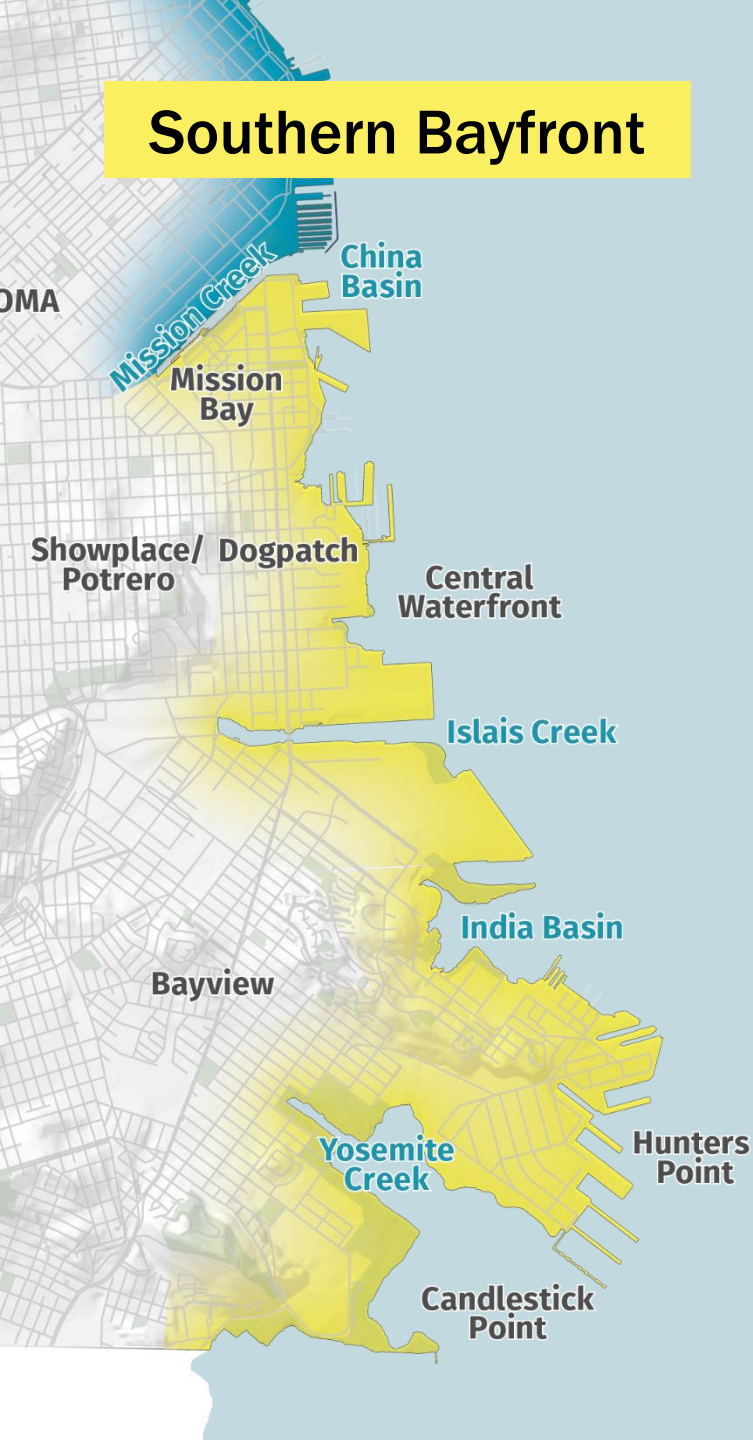 Southern Bayfront
China
Basin
Mission Creek
OMA
Mission
Bay
Showplace/
Potrero
Dogpatch
Central
Waterfront
Islais Creek
India Basin
Bayview
Yosemite
Creek
Hunters
Point
Candlestick
Point